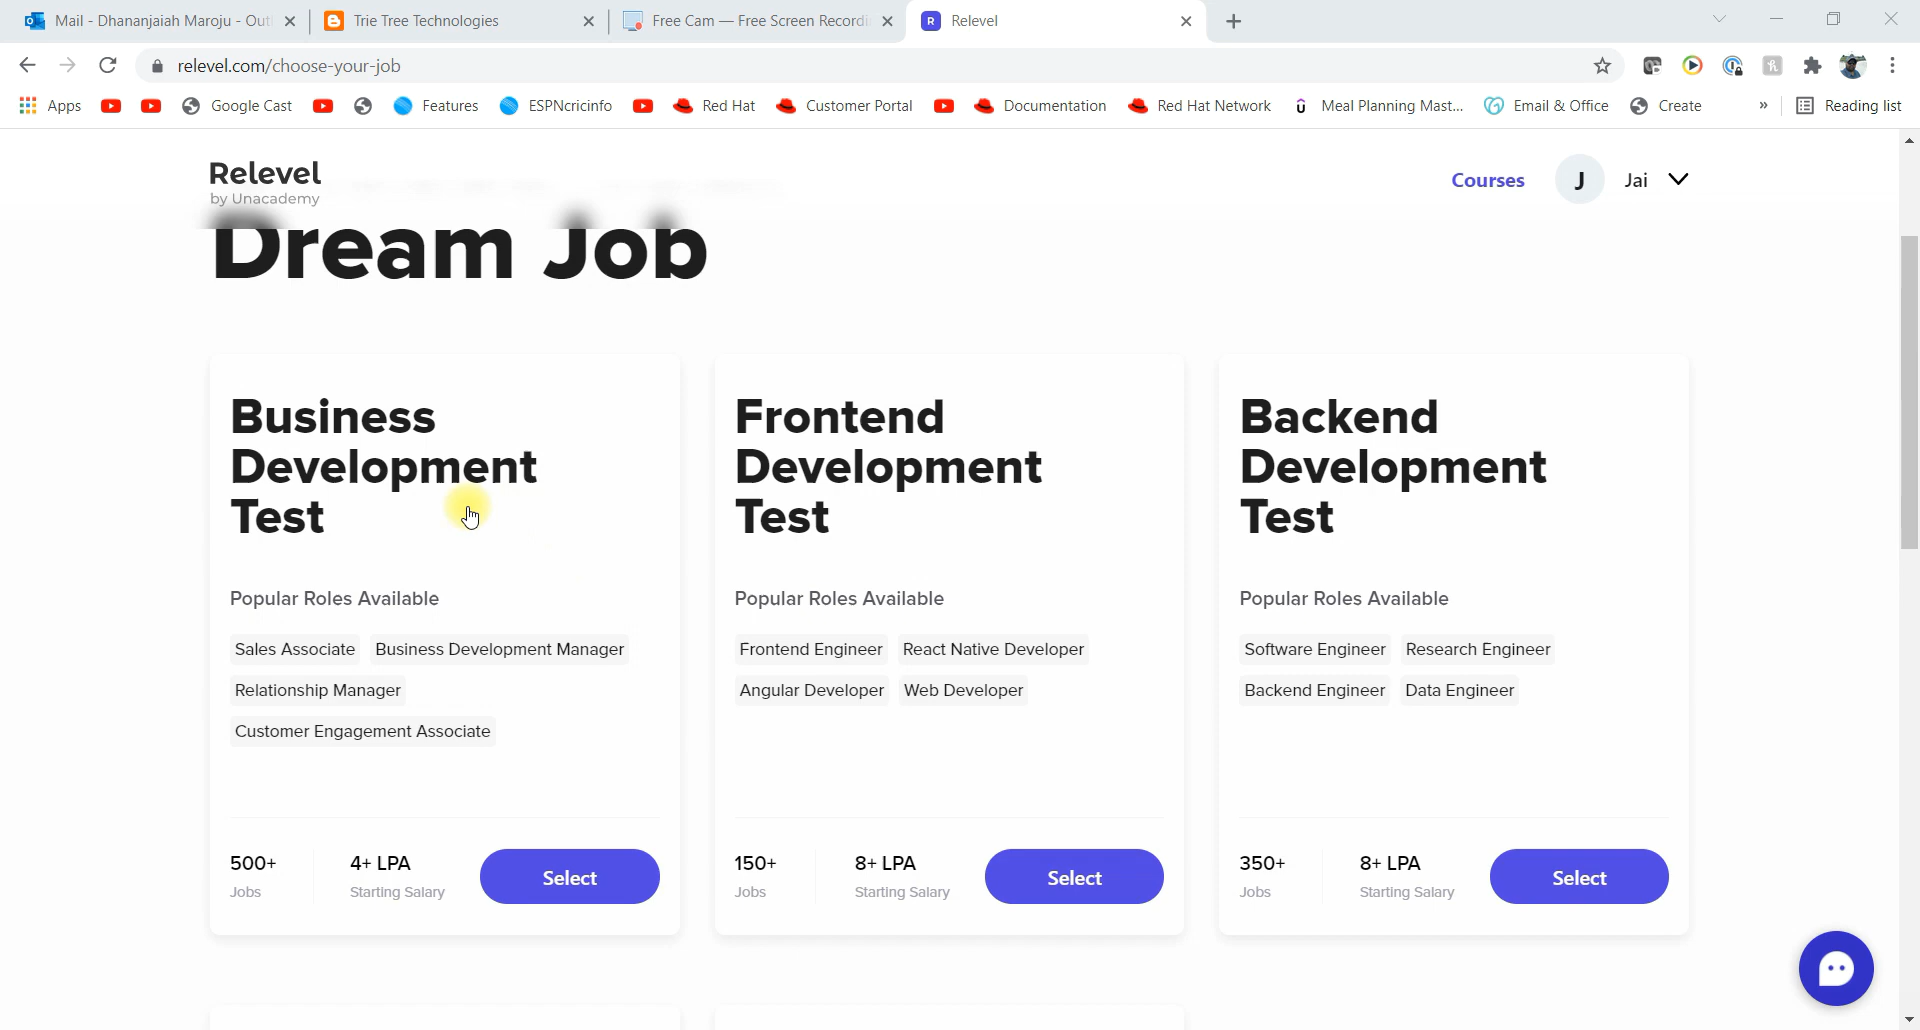 Mail - Dhananjaiah Maroju - Out
Trie Tree Technologies
Free Cam — Free Screen Recordi
R Relevel
relevel.com/choose-your-job
Apps
Google Cast
Features
ESPNcricinfo
Red Hat
Customer Portal
Documentation
Red Hat Network
Meal Planning Mast...
Email & Office
Create
»
Reading list
Relevel
by Unacademy
Courses
J
Jai
Dream Job
Business
Development
Test
Popular Roles Available
Sales Associate
Business Development Manager
Relationship Manager
Customer Engagement Associate
500+
Jobs
4+ LPA
Starting Salary
Select
Frontend
Development
Test
Popular Roles Available
Frontend Engineer
React Native Developer
Angular Developer
Web Developer
150+
Jobs
8+ LPA
Starting Salary
Select
Backend
Development
Test
Popular Roles Available
Software Engineer
Research Engineer
Backend Engineer
Data Engineer
350+
Jobs
8+ LPA
Starting Salary
Select